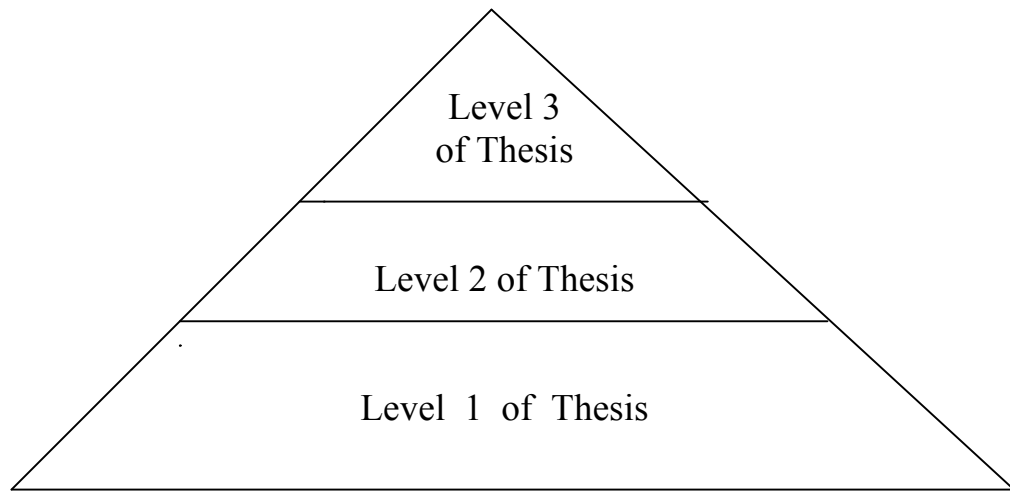 Level 3
of Thesis
Level 2 of Thesis
Level 1 of Thesis